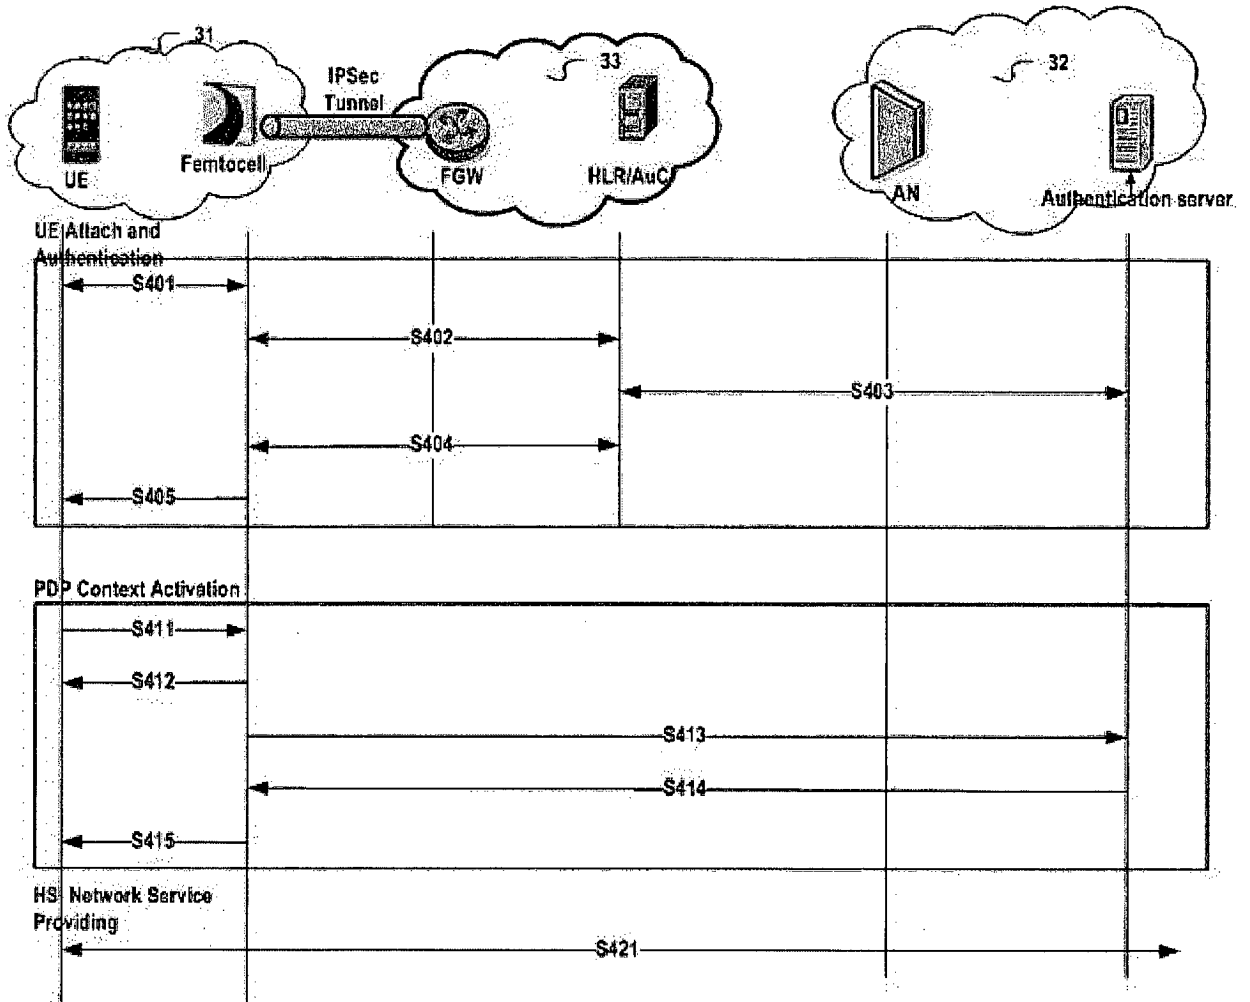 31
33
32
IPSec
Tunnel
UE
Femtocell
FGW
HLR/AuC
AN
Authentication server
UE Attach and
Authentication
S401
S402
S403
S404
S405
PDP Context Activation
S411
S412
S413
S414
S415
HS Network Service
Providing
S421